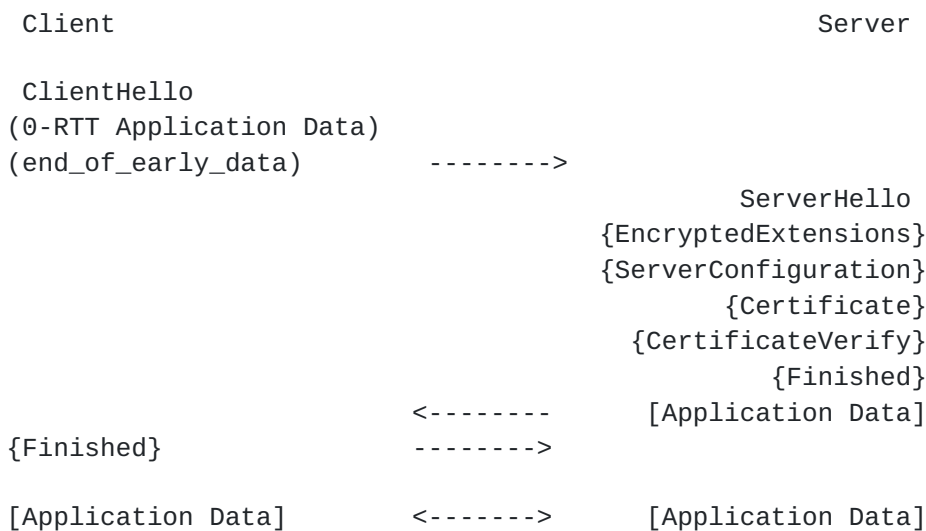 Client Server
ClientHello
(0-RTT Application Data)
(end_of_early_data) -------->
ServerHello
{EncryptedExtensions}
{ServerConfiguration}
{Certificate}
{CertificateVerify}
{Finished}
<-------- [Application Data]
{Finished} -------->
[Application Data] <-------> [Application Data]